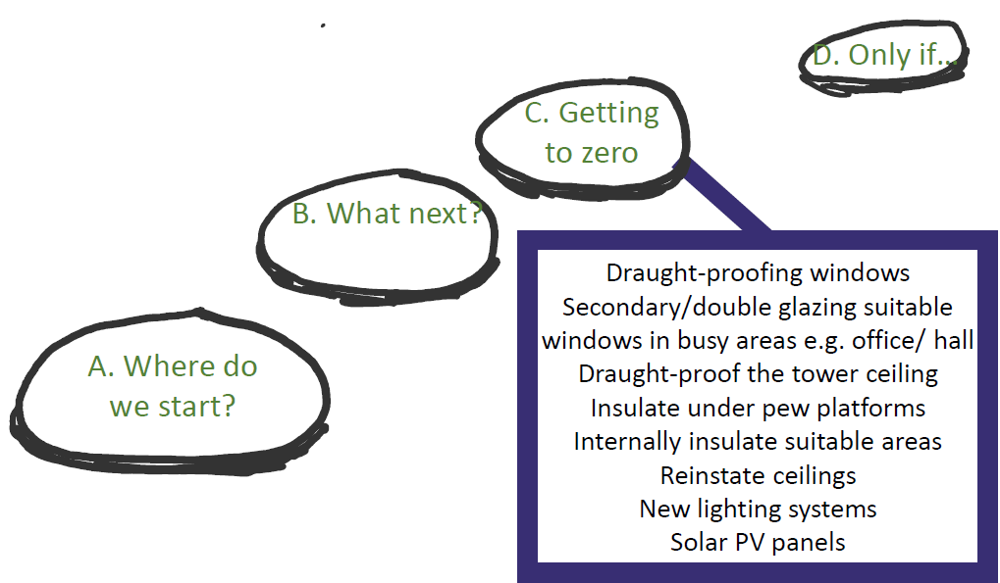 D. Only if...
C. Getting
to zero
B. What next?
A. Where do
we start?
Draught-proofing windows
Secondary/double glazing suitable
windows in busy areas e.g. office/ hall
Draught-proof the tower ceiling
Insulate under pew platforms
Internally insulate suitable areas
Reinstate ceilings
New lighting systems
Solar PV panels